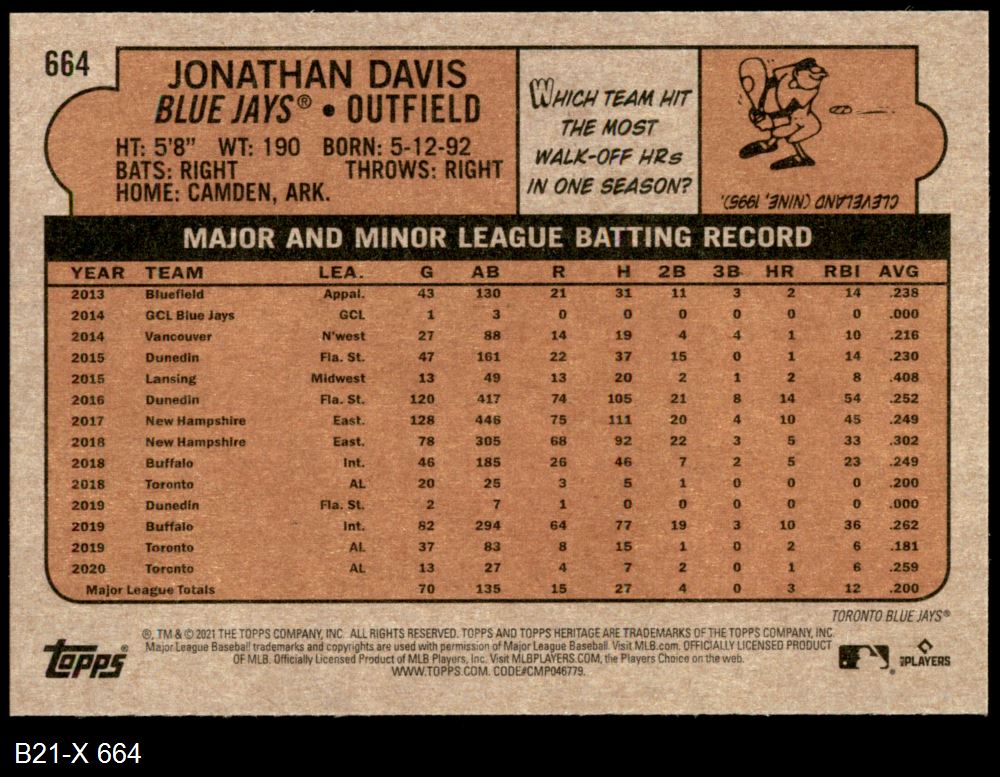 664
JONATHAN DAVIS
BLUE JAYS® • OUTFIELD
HT: 5'8" WT: 190 BORN: 5-12-92
BATS: RIGHT THROWS: RIGHT
HOME: CAMDEN, ARK.
WHICH TEAM HIT
THE MOST
WALK-OFF HRs
IN ONE SEASON?
CLEVELAND (NINE, 1995).
MAJOR AND MINOR LEAGUE BATTING RECORD
YEAR TEAM LEA. G AB R H 2B 3B HR RBI AVG
2013 Bluefield Appal. 43 130 21 31 11 3 2 14 .238
2014 GCL Blue Jays GCL 1 3 0 0 0 0 0 0 .000
2014 Vancouver N'west 27 88 14 19 4 4 1 10 .216
2015 Dunedin Fla. St. 47 161 22 37 15 0 1 14 .230
2015 Lansing Midwest 13 49 13 20 2 1 2 8 .408
2016 Dunedin Fla. St. 120 417 74 105 21 8 14 54 .252
2017 New Hampshire East. 128 446 75 111 20 4 10 45 .249
2018 New Hampshire East. 78 305 68 92 22 3 5 33 .302
2018 Buffalo Int. 46 185 26 46 7 2 5 23 .249
2018 Toronto AL 20 25 3 5 1 0 0 0 .200
2019 Dunedin Fla. St. 2 7 1 0 0 0 0 0 .000
2019 Buffalo Int. 82 294 64 77 19 3 10 36 .262
2019 Toronto AL 37 83 8 15 1 0 2 6 .181
2020 Toronto AL 13 27 4 7 2 0 1 6 .259
Major League Totals 70 135 15 27 4 0 3 12 .200
TORONTO BLUE JAYS®
®, TM & © 2021 THE TOPPS COMPANY, INC. ALL RIGHTS RESERVED. TOPPS AND TOPPS HERITAGE ARE TRADEMARKS OF THE TOPPS COMPANY, INC.
Major League Baseball trademarks and copyrights are used with permission of Major League Baseball. Visit MLB.com. OFFICIALLY LICENSED PRODUCT
OF MLB. Officially Licensed Product of MLB Players, Inc. Visit MLBPLAYERS.COM, the Players Choice on the web.
WWW.TOPPS.COM. CODE#CMP046779.
topps®
MLB PLAYERS
B21-X 664